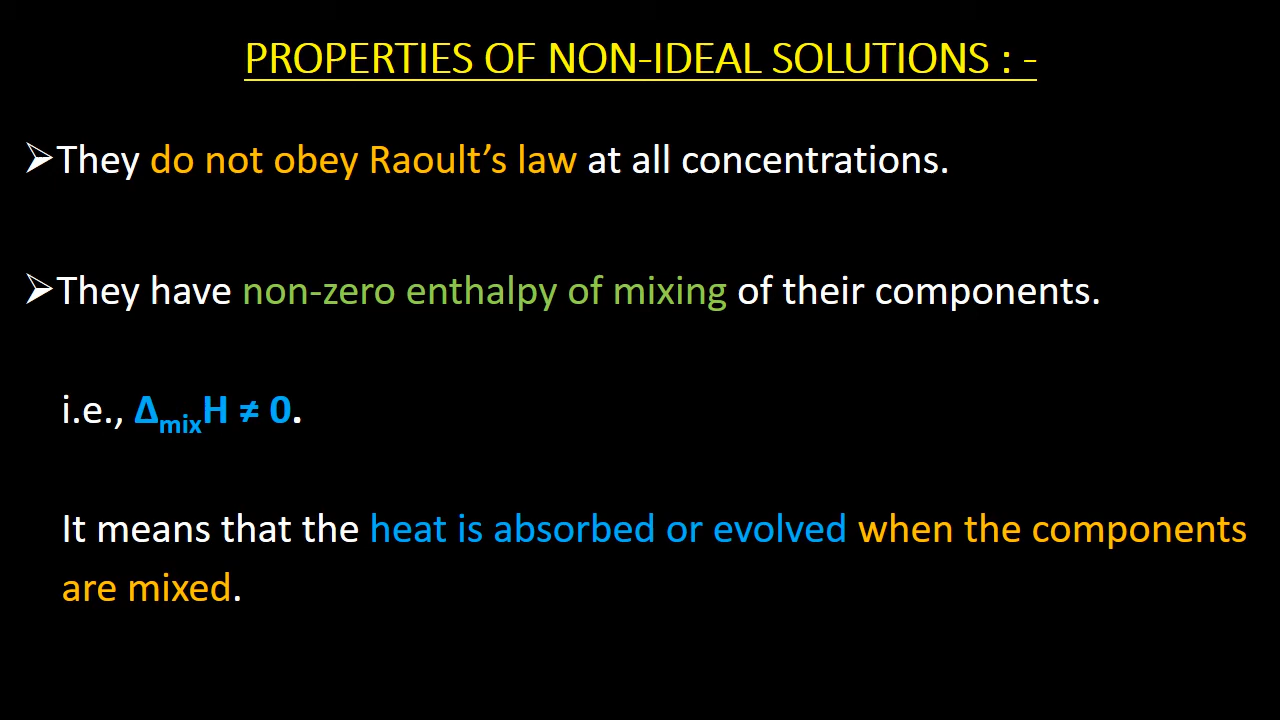 PROPERTIES OF NON-IDEAL SOLUTIONS : -
➢They do not obey Raoult’s law at all concentrations.
➢They have non-zero enthalpy of mixing of their components.
i.e., ΔmixH ≠ 0.
It means that the heat is absorbed or evolved when the components
are mixed.